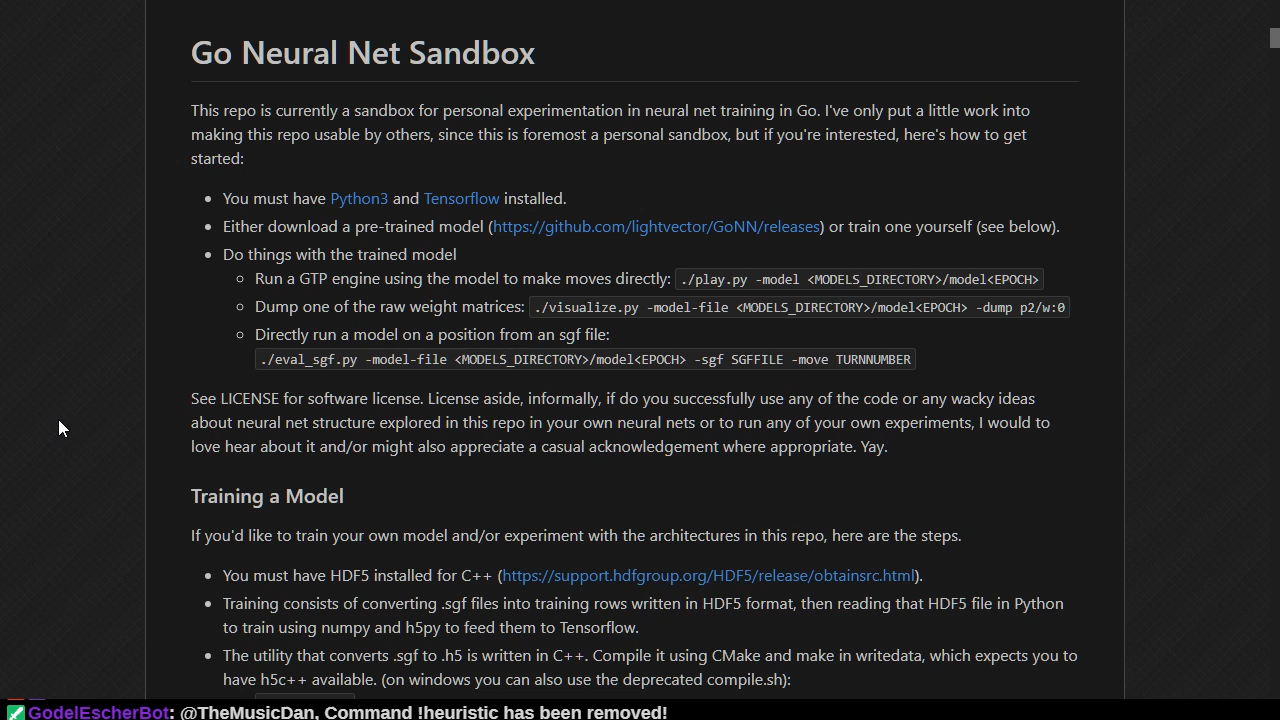 Go Neural Net Sandbox
This repo is currently a sandbox for personal experimentation in neural net training in Go. I've only put a little work into
making this repo usable by others, since this is foremost a personal sandbox, but if you're interested, here's how to get
started:
You must have Python3 and Tensorflow installed.
Either download a pre-trained model (https://github.com/lightvector/GoNN/releases) or train one yourself (see below).
Do things with the trained model
Run a GTP engine using the model to make moves directly: ./play.py -model <MODELS_DIRECTORY>/model<EPOCH>
Dump one of the raw weight matrices: ./visualize.py -model-file <MODELS_DIRECTORY>/model<EPOCH> -dump p2/w:0
Directly run a model on a position from an sgf file:
./eval_sgf.py -model-file <MODELS_DIRECTORY>/model<EPOCH> -sgf SGFFILE -move TURNNUMBER
See LICENSE for software license. License aside, informally, if do you successfully use any of the code or any wacky ideas
about neural net structure explored in this repo in your own neural nets or to run any of your own experiments, I would to
love hear about it and/or might also appreciate a casual acknowledgement where appropriate. Yay.
Training a Model
If you'd like to train your own model and/or experiment with the architectures in this repo, here are the steps.
You must have HDF5 installed for C++ (https://support.hdfgroup.org/HDF5/release/obtainsrc.html).
Training consists of converting .sgf files into training rows written in HDF5 format, then reading that HDF5 file in Python
to train using numpy and h5py to feed them to Tensorflow.
The utility that converts .sgf to .h5 is written in C++. Compile it using CMake and make in writedata, which expects you to
have h5c++ available. (on windows you can also use the deprecated compile.sh):
GodelEscherBot: @TheMusicDan, Command !heuristic has been removed!